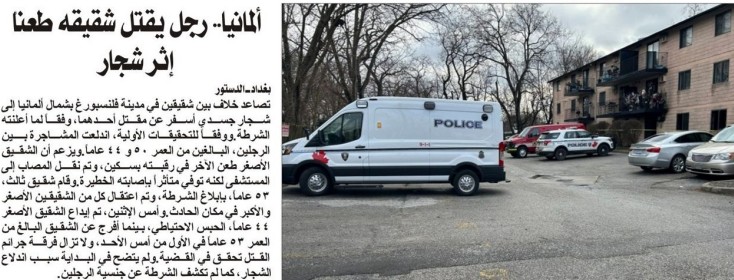 ألمانيا.. رجل يقتل شقيقه طعنا
إثر شجار
بغداد ـ الدستور
تصاعد خلاف بين شقيقين في مدينة فلنسبورغ بشمال ألمانيا إلى
شجار جسدي أسفر عن مقتل أحدهما، وفقا لما أعلنته
الشرطة.ووفقا للتحقيقات الأولية، اندلعت المشاجرة بين
الرجلين، البالغين من العمر ٥٠ و ٤٤ عاما.ويزعم أن الشقيق
الأصغر طعن الآخر في رقبته بسكين، وتم نقل المصاب إلى
المستشفى لكنه توفي متأثرا بإصابته الخطيرة.وقام شقيق ثالث،
٥٣ عاما، بإبلاغ الشرطة، وتم اعتقال كل من الشقيقين الأصغر
والأكبر في مكان الحادث.وأمس الإثنين، تم إيداع الشقيق الأصغر
٤٤ عاما، الحبس الاحتياطي، بينما أفرج عن الشقيق البالغ من
العمر ٥٣ عاما في الأول من أمس الأحد، ولا تزال فرقة جرائم
القتل تحقق في القضية.ولم يتضح في البداية سبب اندلاع
الشجار، كما لم تكشف الشرطة عن جنسية الرجلين.
POLICE
9-1-1